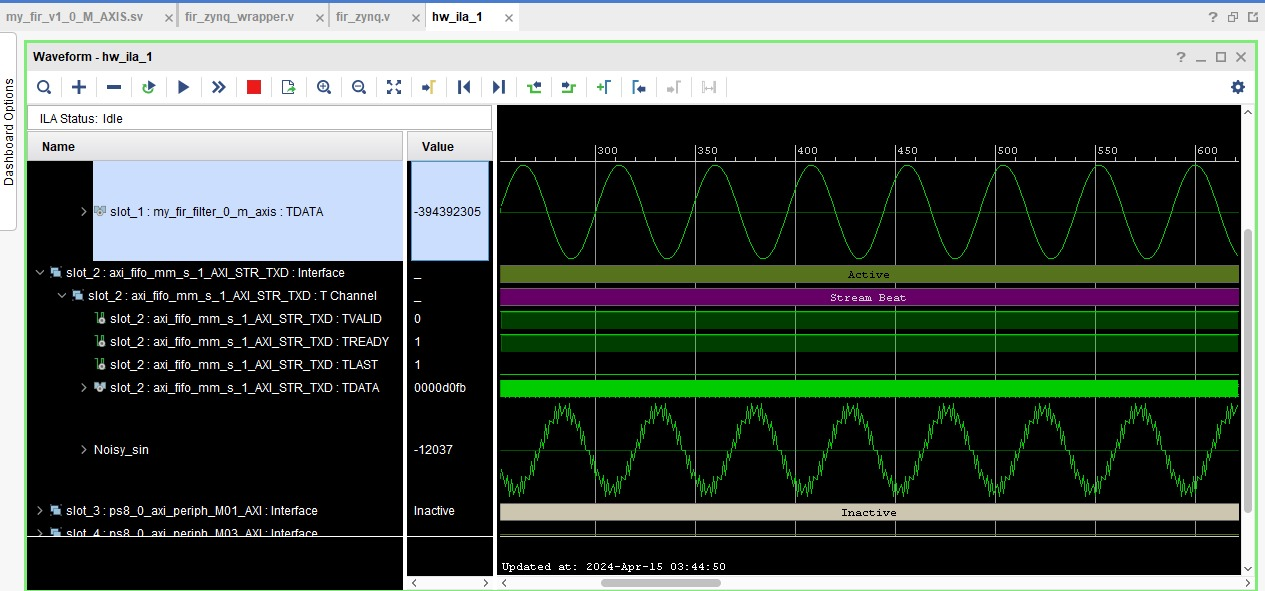 my_fir_v1_0_M_AXIS.sv × fir_zynq_wrapper.v × fir_zynq.v × hw_ila_1 ×
?
Dashboard Options
Waveform - hw_ila_1
? _ □ ×
ILA Status: Idle
Name Value
300 350 400 450 500 550 600
slot_1 : my_fir_filter_0_m_axis : TDATA -394392305
slot_2 : axi_fifo_mm_s_1_AXI_STR_TXD : Interface _ Active
slot_2 : axi_fifo_mm_s_1_AXI_STR_TXD : T Channel _ Stream Beat
slot_2 : axi_fifo_mm_s_1_AXI_STR_TXD : TVALID 0
slot_2 : axi_fifo_mm_s_1_AXI_STR_TXD : TREADY 1
slot_2 : axi_fifo_mm_s_1_AXI_STR_TXD : TLAST 1
slot_2 : axi_fifo_mm_s_1_AXI_STR_TXD : TDATA 0000d0fb
Noisy_sin -12037
slot_3 : ps8_0_axi_periph_M01_AXI : Interface Inactive Inactive
slot_4 : ps8_0_axi_periph_M03_AXI : Interface
Updated at: 2024-Apr-15 03:44:50